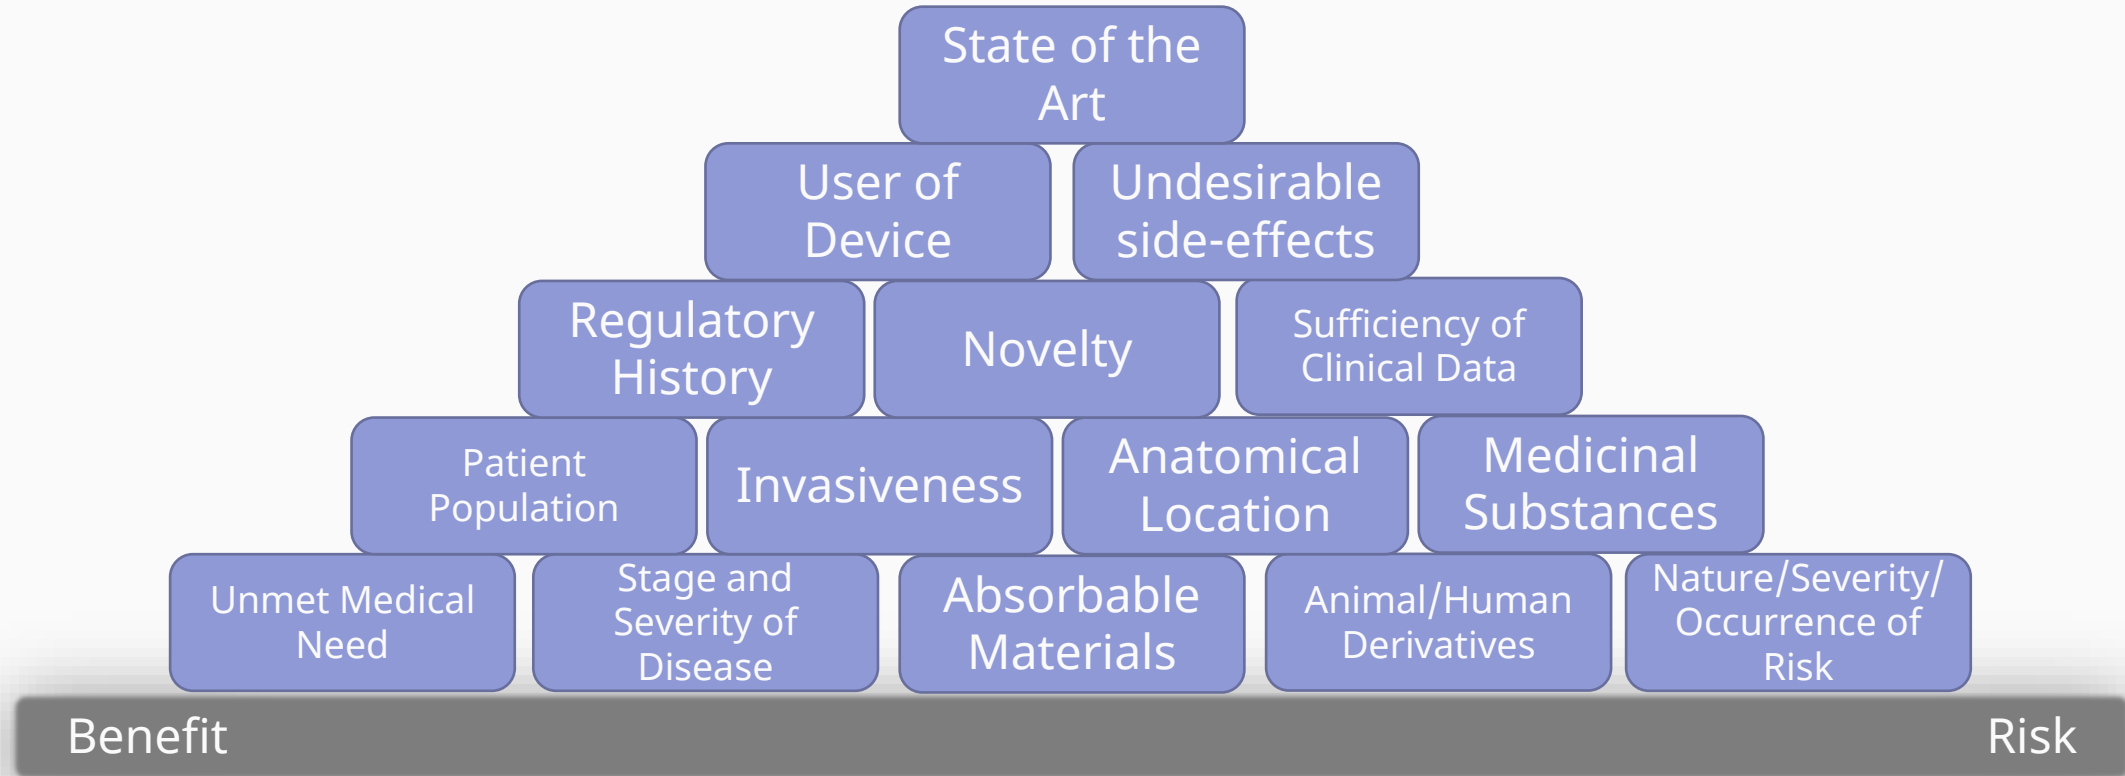 State of the
Art
User of
Device
Undesirable
side-effects
Regulatory
History
Novelty
Sufficiency of
Clinical Data
Patient
Population
Invasiveness
Anatomical
Location
Medicinal
Substances
Unmet Medical
Need
Stage and
Severity of
Disease
Absorbable
Materials
Animal/Human
Derivatives
Nature/Severity/
Occurrence of
Risk
Benefit
Risk